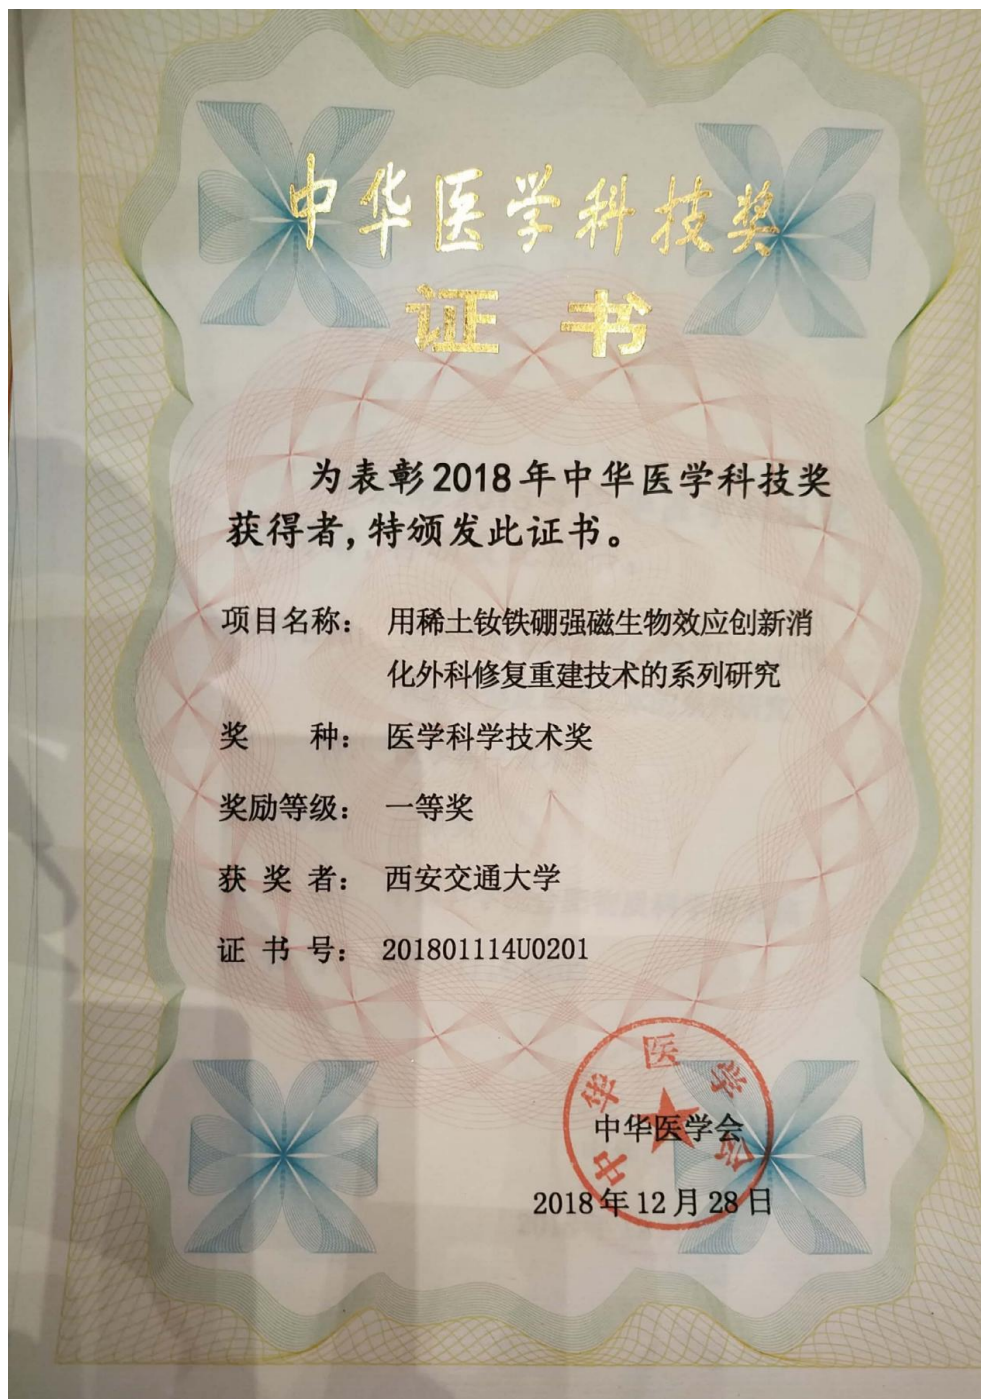 中华医学科技奖
证书
为表彰2018年中华医学科技奖
获得者,特颁发此证书。
项目名称: 用稀土钕铁硼强磁生物效应创新消
化外科修复重建技术的系列研究
奖 种: 医学科学技术奖
奖励等级: 一等奖
获 奖 者: 西安交通大学
证 书 号: 201801114U0201
中华医学会
中华医学会
2018年12月28日